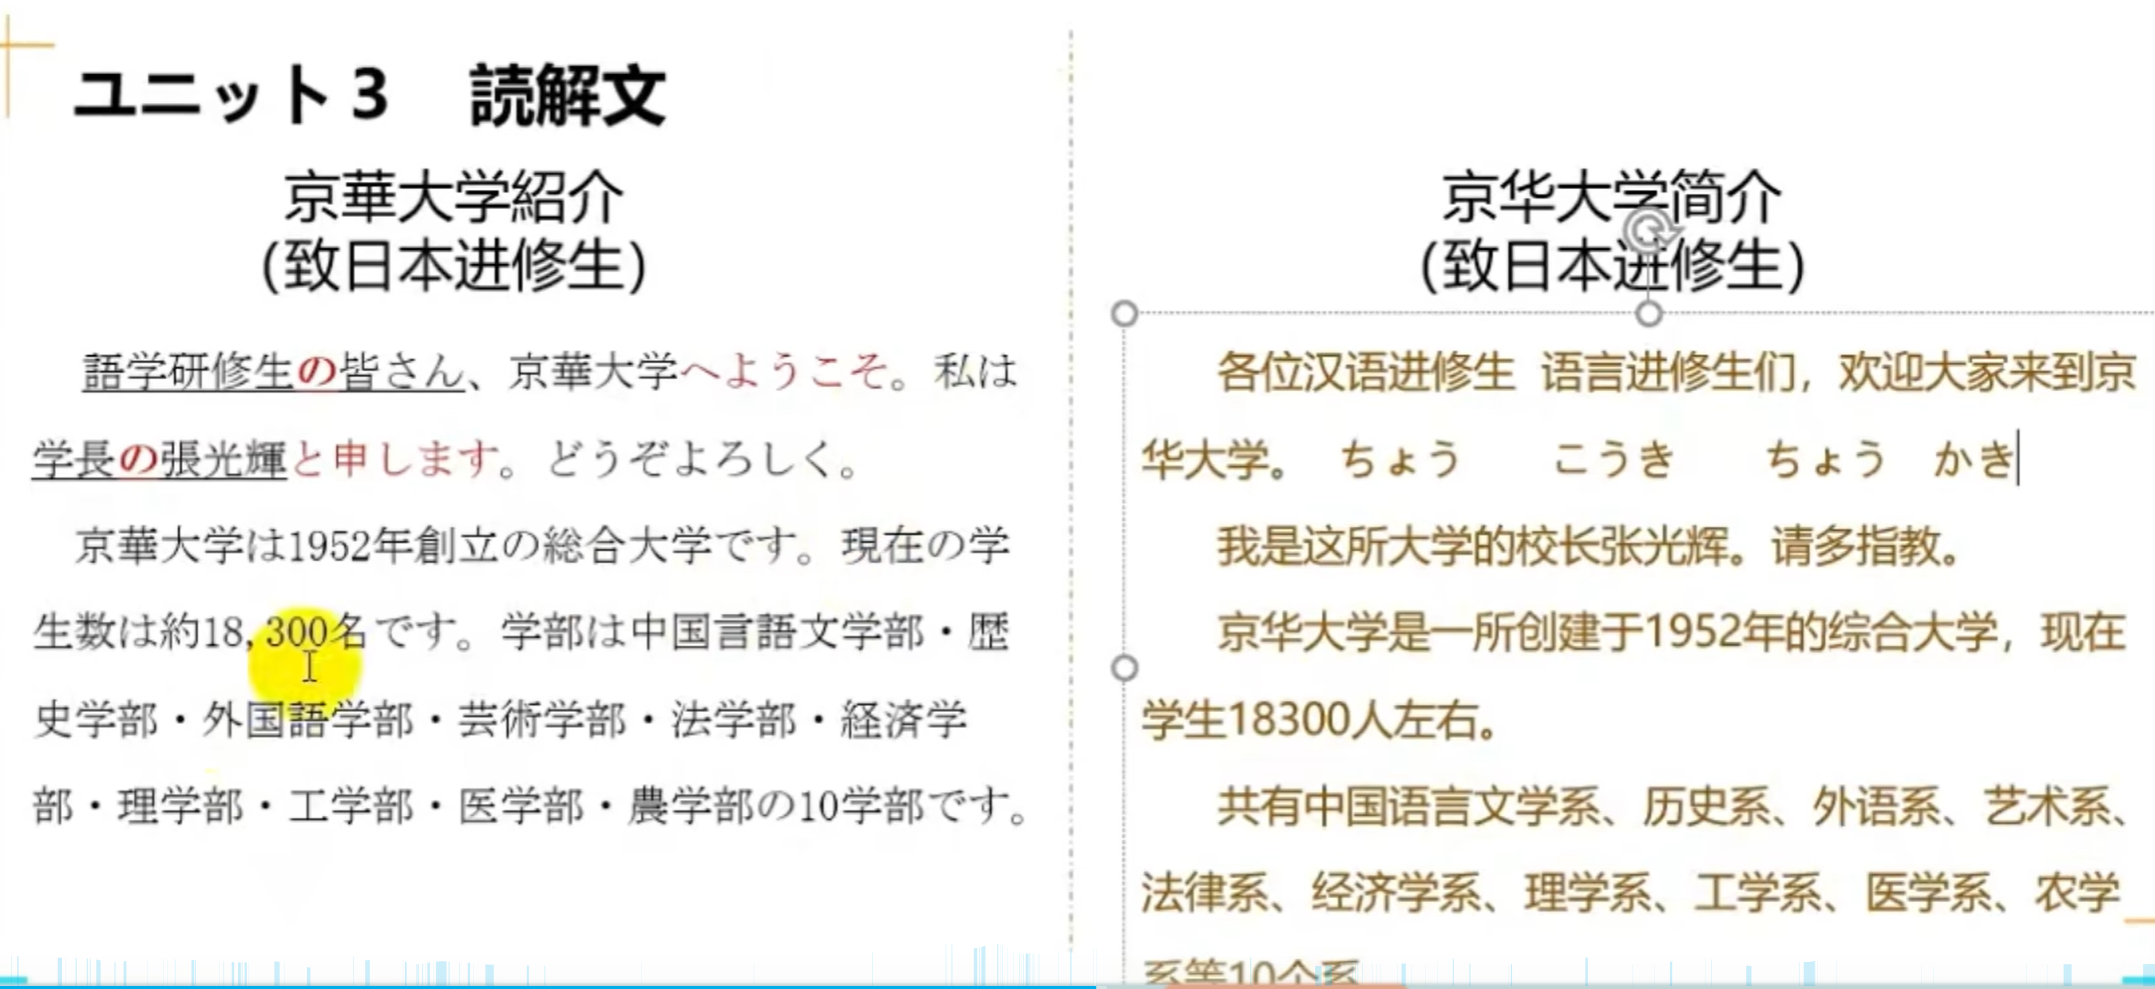 ユニット3 読解文
京華大学紹介
(致日本进修生)
語学研修生の皆さん、京華大学へようこそ。私は
学長の張光輝と申します。どうぞよろしく。
京華大学は1952年創立の総合大学です。現在の学
生数は約18,300名です。学部は中国言語文学部・歴
史学部・外国語学部・芸術学部・法学部・経済学
部・理学部・工学部・医学部・農学部の10学部です。
京华大学简介
(致日本进修生)
各位汉语进修生 语言进修生们，欢迎大家来到京
华大学。 ちょう こうき ちょう かき
我是这所大学的校长张光辉。请多指教。
京华大学是一所创建于1952年的综合大学，现在
学生18300人左右。
共有中国语言文学系、历史系、外语系、艺术系、
法律系、经济学系、理学系、工学系、医学系、农学
系等10个系